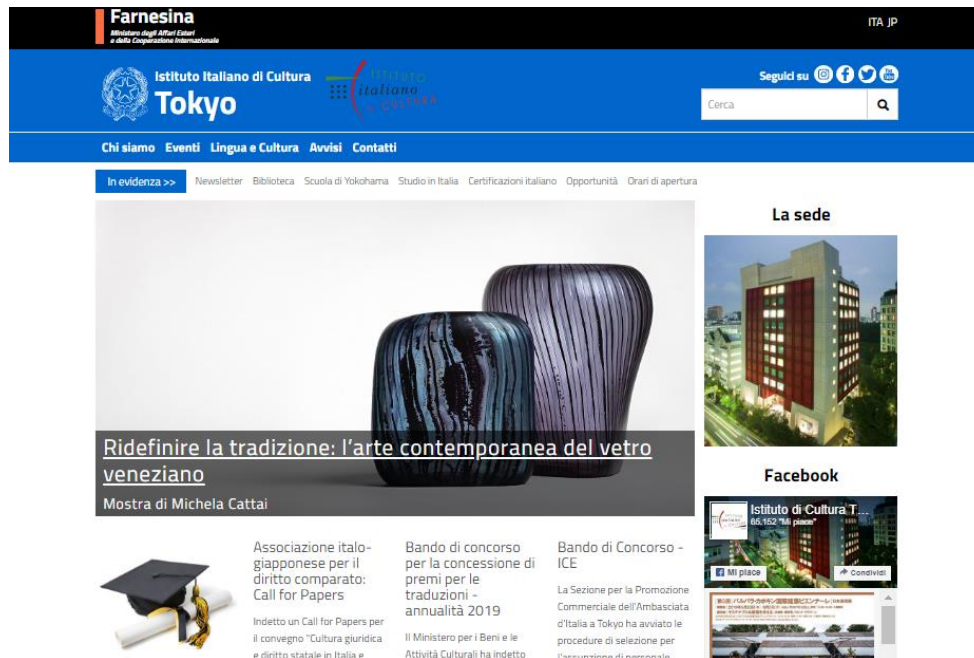 Farnesina
Ministero degli Affari Esteri
e della Cooperazione Internazionale
ITA JP
Istituto Italiano di Cultura
Tokyo
istituto
italiano
di CULTURA
Seguici su
Cerca
Chi siamo Eventi Lingua e Cultura Avvisi Contatti
In evidenza >> Newsletter Biblioteca Scuola di Yokohama Studio in Italia Certificazioni italiano Opportunità Orari di apertura
Ridefinire la tradizione: l'arte contemporanea del vetro
veneziano
Mostra di Michela Cattai
La sede
Facebook
Istituto di Cultura T...
65.152 "Mi piace"
Mi piace
Condividi
Associazione italo-
giapponese per il
diritto comparato:
Call for Papers
Indetto un Call for Papers per
il convegno "Cultura giuridica
e diritto statale in Italia e
Bando di concorso
per la concessione di
premi per le
traduzioni -
annualità 2019
Il Ministero per i Beni e le
Attività Culturali ha indetto
Bando di Concorso -
ICE
La Sezione per la Promozione
Commerciale dell'Ambasciata
d'Italia a Tokyo ha avviato le
procedure di selezione per
l'assunzione di personale